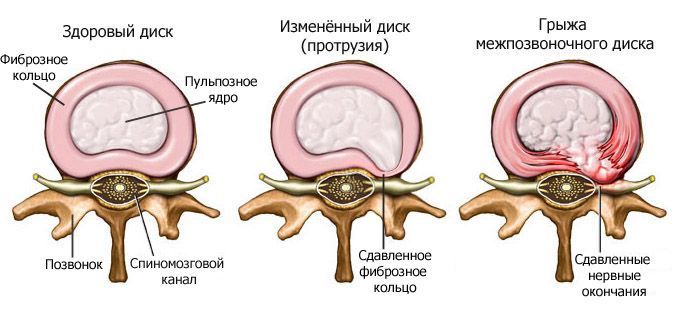 Здоровый диск
Изменённый диск
(протрузия)
Грыжа
межпозвоночного диска
Фиброзное
кольцо
Пульпозное
ядро
Позвонок
Спиномозговой
канал
Сдавленное
фиброзное
кольцо
Сдавленные
нервные
окончания